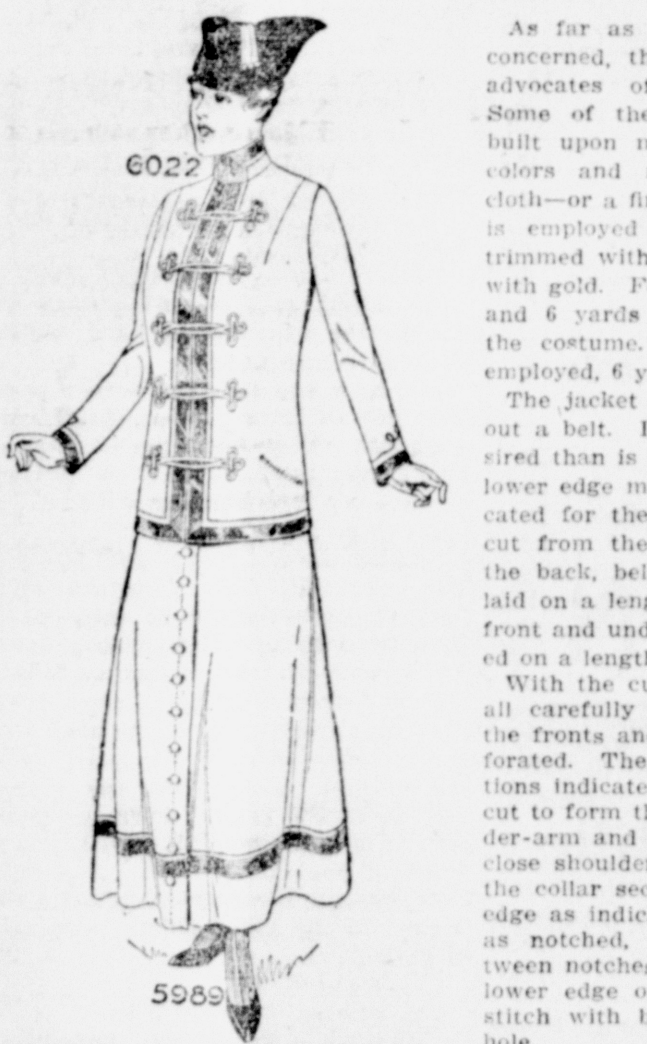 6022
5989
As far as
concerned, th
advocates of
Some of the
built upon m
colors and
cloth—or a fin
is employed
trimmed with
with gold. F
and 6 yards
the costume.
employed, 6 y
The jacket
out a belt. I
sired than is
lower edge m
cated for the
cut from the
the back, bel
laid on a leng
front and und
ed on a length
With the cu
all carefully
the fronts an
forated. The
tions indicate
cut to form th
der-arm and
close shoulde
the collar sec
edge as indic
as notched,
tween notches
lower edge o
stitch with b
hole.